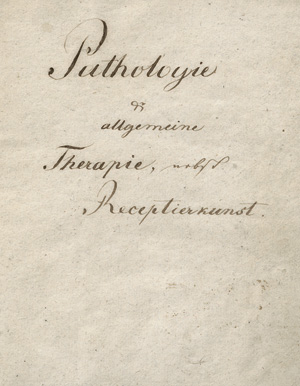 Pathologie
&
allgemeine
Therapie, nebst
Receptierkunst.